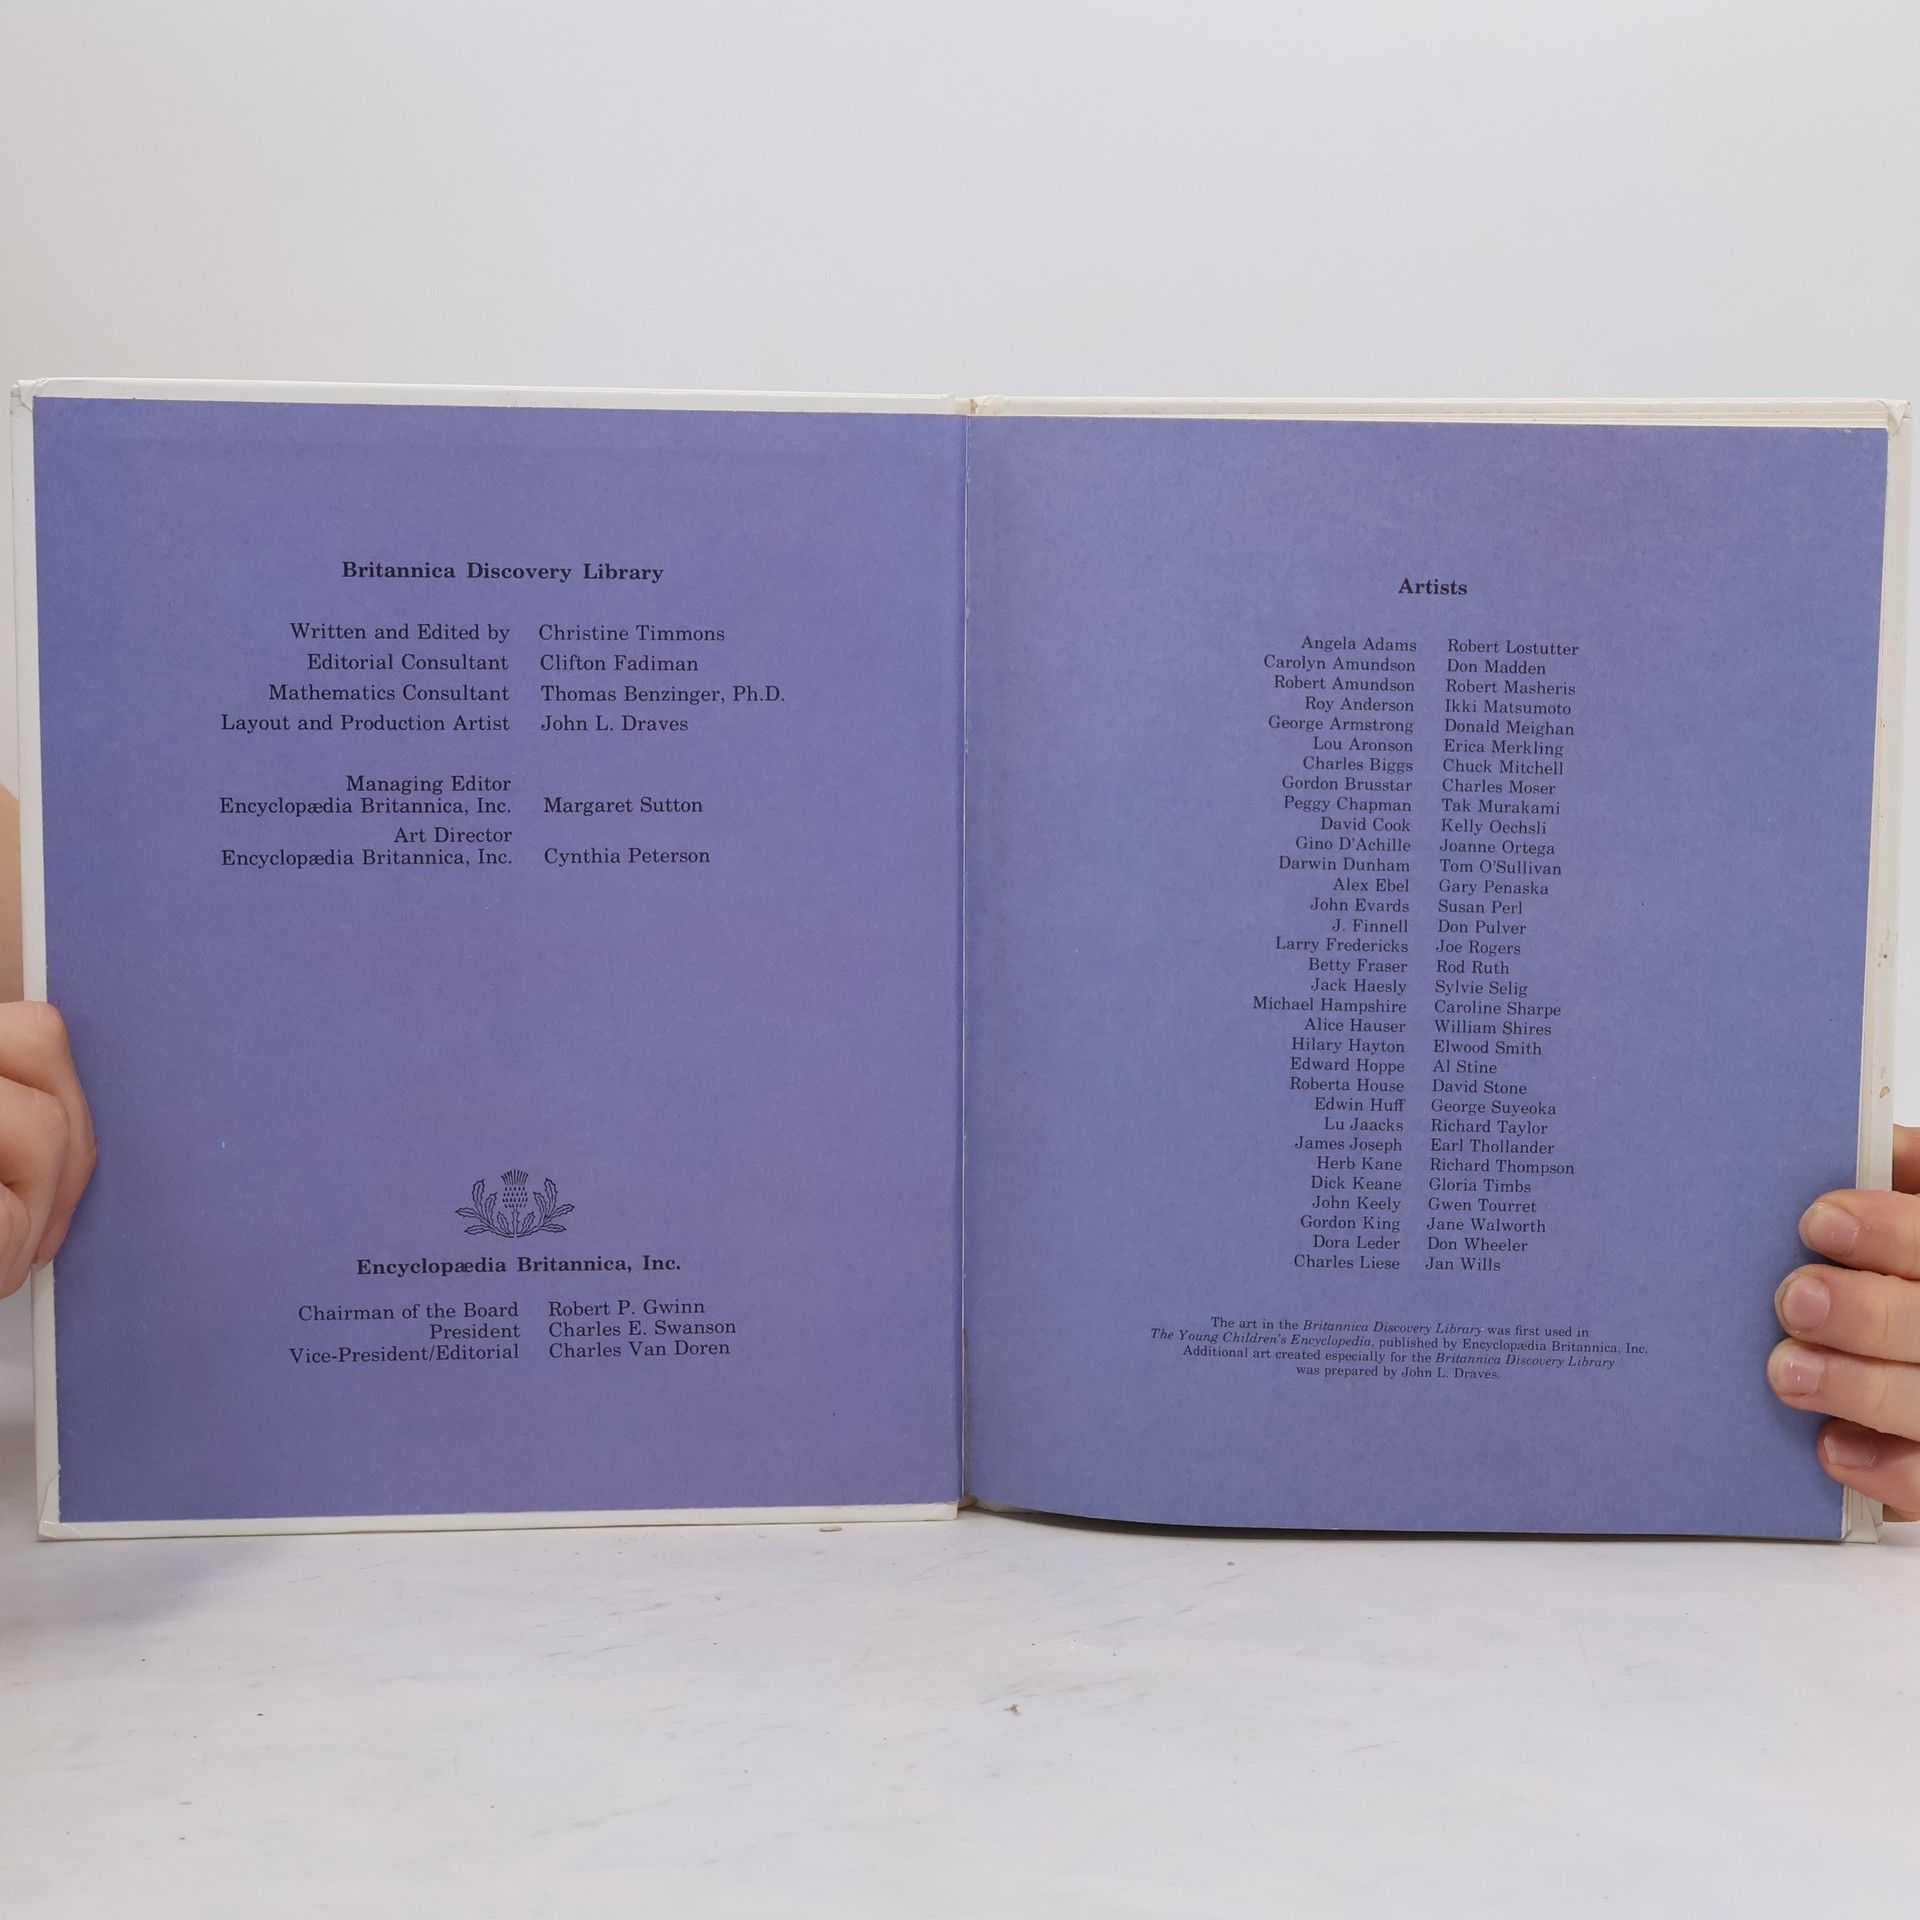 Britannica Discovery Library
Written and Edited by Christine Timmons
Editorial Consultant Clifton Fadiman
Mathematics Consultant Thomas Benzinger, Ph.D.
Layout and Production Artist John L. Draves
Managing Editor
Encyclopædia Britannica, Inc. Margaret Sutton
Art Director
Encyclopædia Britannica, Inc. Cynthia Peterson
Encyclopædia Britannica, Inc.
Chairman of the Board Robert P. Gwinn
President Charles E. Swanson
Vice-President/Editorial Charles Van Doren
Artists
Angela Adams Robert Lostutter
Carolyn Amundson Don Madden
Robert Amundson Robert Masheris
Roy Anderson Ikki Matsumoto
George Armstrong Donald Meighan
Lou Aronson Erica Merkling
Charles Biggs Chuck Mitchell
Gordon Brusstar Charles Moser
Peggy Chapman Tak Murakami
David Cook Kelly Oechsli
Gino D'Achille Joanne Ortega
Darwin Dunham Tom O'Sullivan
Alex Ebel Gary Penaska
John Evards Susan Perl
J. Finnell Don Pulver
Larry Fredericks Joe Rogers
Betty Fraser Rod Ruth
Jack Haesly Sylvie Selig
Michael Hampshire Caroline Sharpe
Alice Hauser William Shires
Hilary Hayton Elwood Smith
Edward Hoppe Al Stine
Roberta House David Stone
Edwin Huff George Suyeoka
Lu Jaacks Richard Taylor
James Joseph Earl Thollander
Herb Kane Richard Thompson
Dick Keane Gloria Timbs
John Keely Gwen Tourret
Gordon King Jane Walworth
Dora Leder Don Wheeler
Charles Liese Jan Wills
The art in the Britannica Discovery Library was first used in
The Young Children's Encyclopedia, published by Encyclopædia Britannica, Inc.
Additional art created especially for the Britannica Discovery Library
was prepared by John L. Draves.